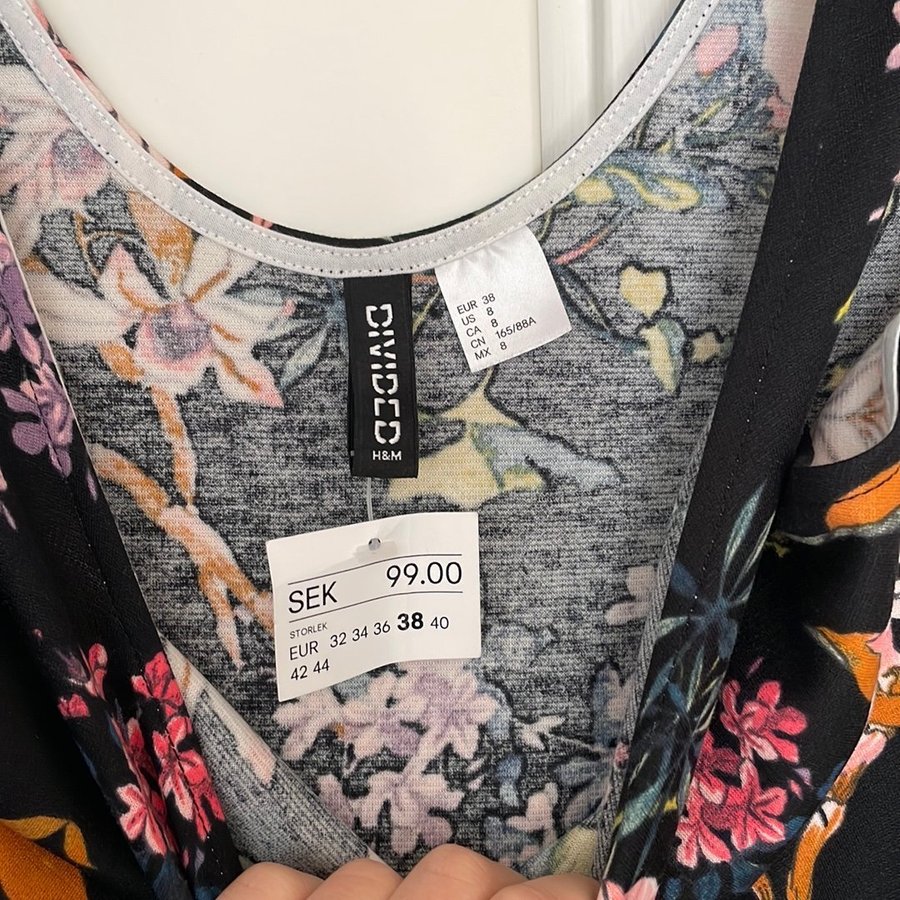 DIVIDED
H&M
EUR 38
US 8
CA 8
CN 165/88A
MX 8
SEK 99.00
STORLEK
EUR 32 34 36 38 40
42 44